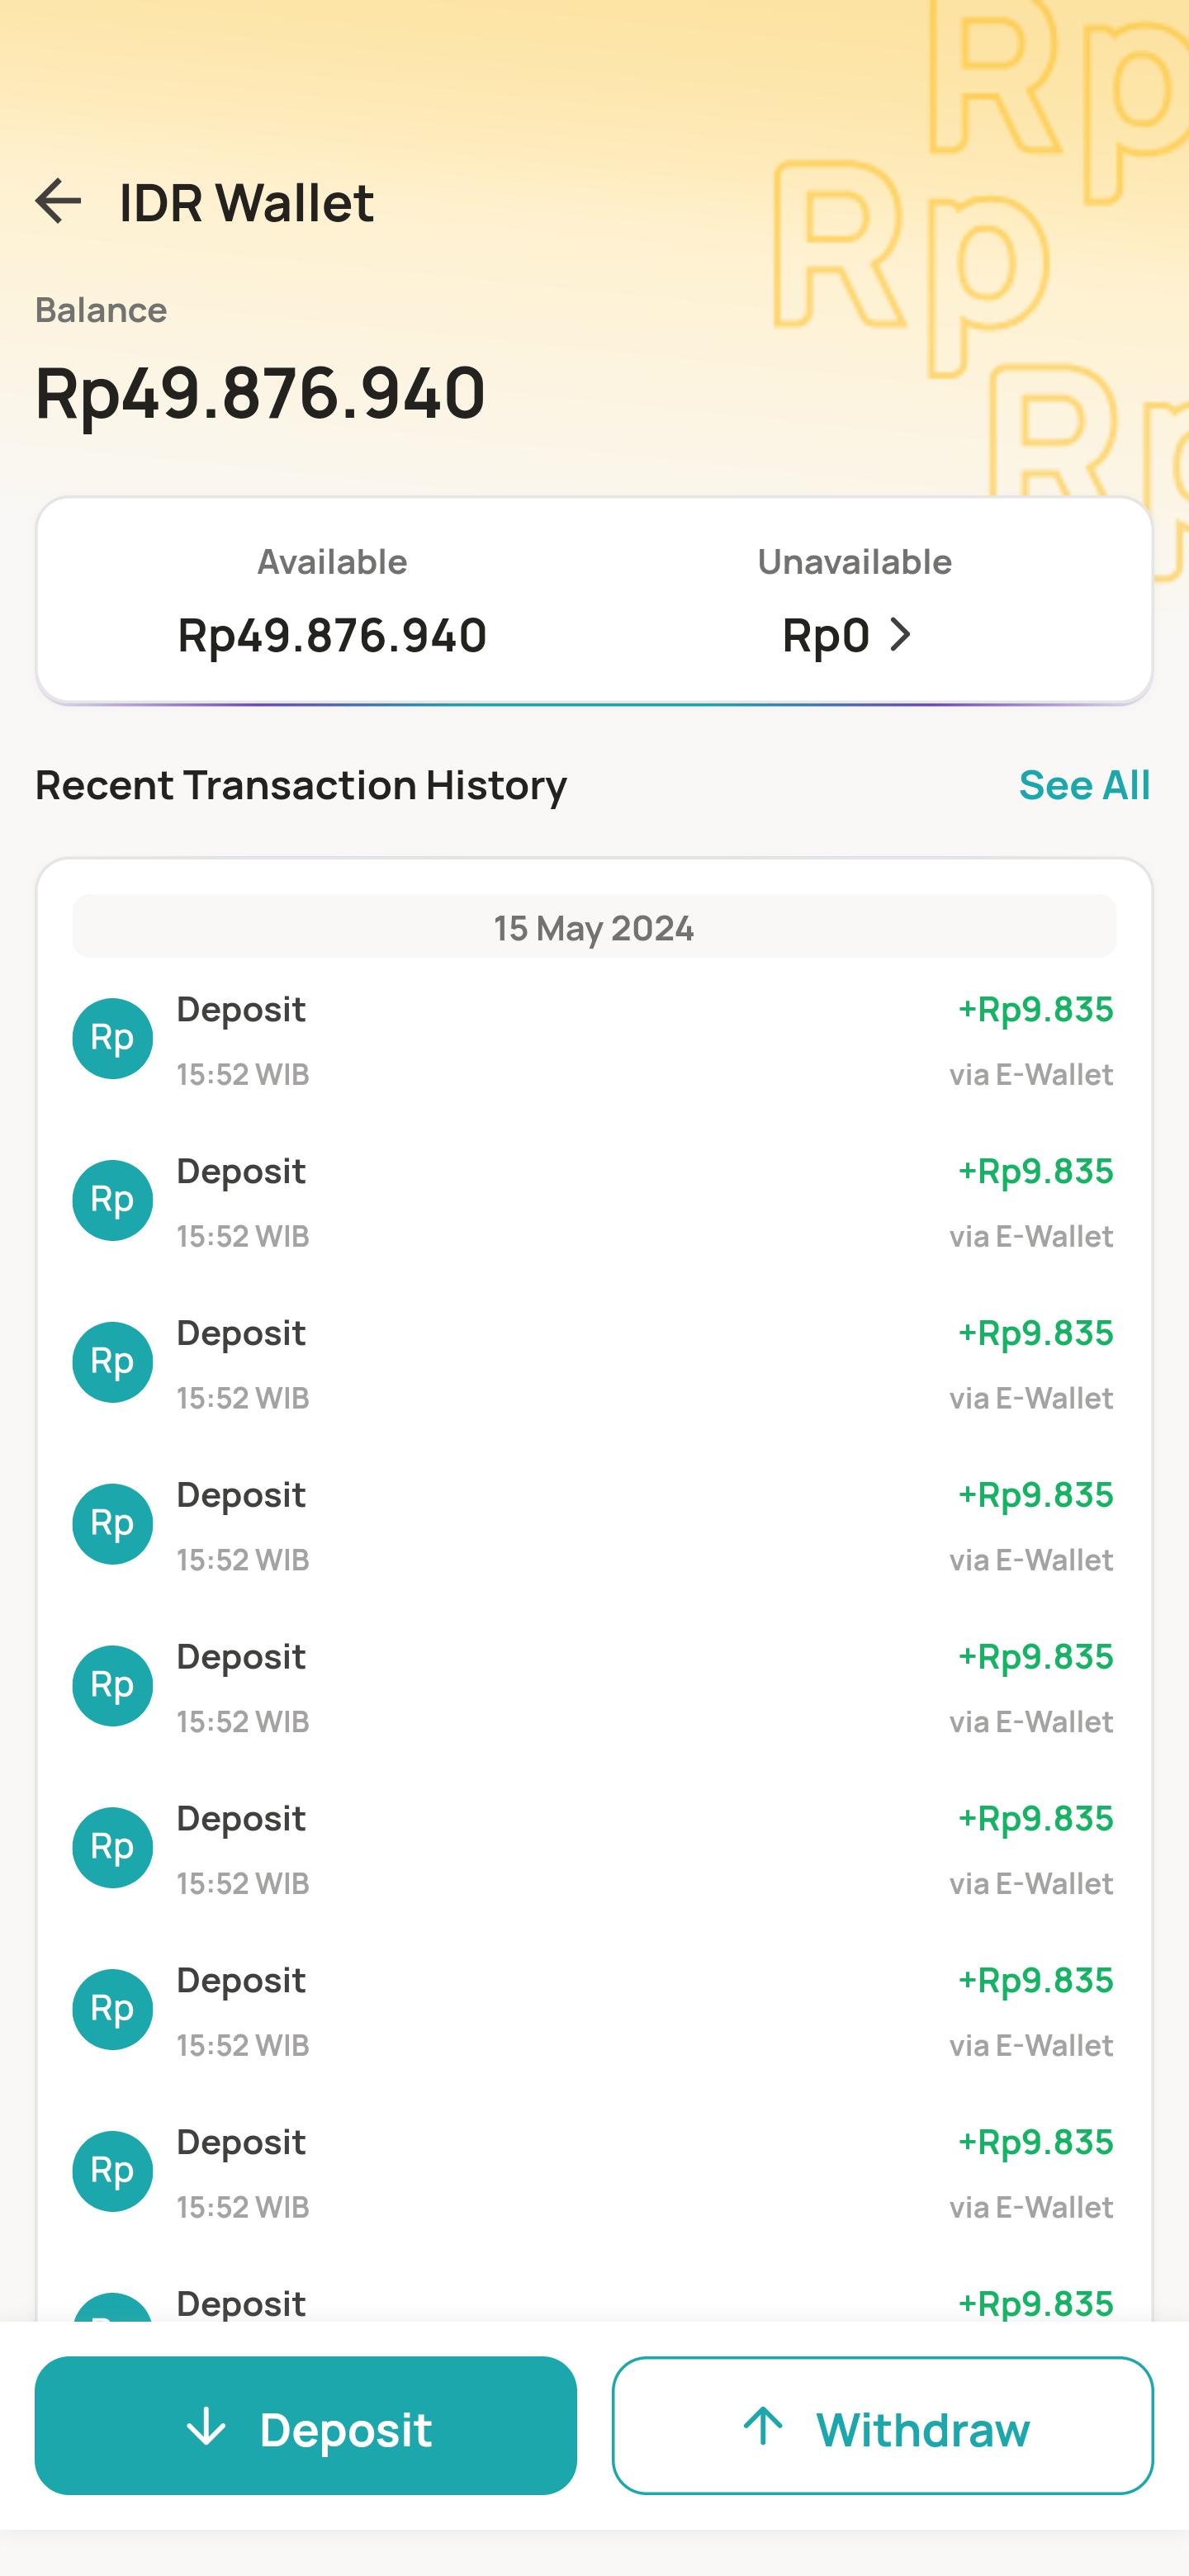 Rp
IDR Wallet
Rp
Balance
Rp49.876.940
Rp
Available Unavailable
Rp49.876.940 Rp0
Recent Transaction History See All
15 May 2024
Rp Deposit +Rp9.835
15:52 WIB via E-Wallet
Rp Deposit +Rp9.835
15:52 WIB via E-Wallet
Rp Deposit +Rp9.835
15:52 WIB via E-Wallet
Rp Deposit +Rp9.835
15:52 WIB via E-Wallet
Rp Deposit +Rp9.835
15:52 WIB via E-Wallet
Rp Deposit +Rp9.835
15:52 WIB via E-Wallet
Rp Deposit +Rp9.835
15:52 WIB via E-Wallet
Rp Deposit +Rp9.835
15:52 WIB via E-Wallet
Deposit +Rp9.835
Deposit Withdraw